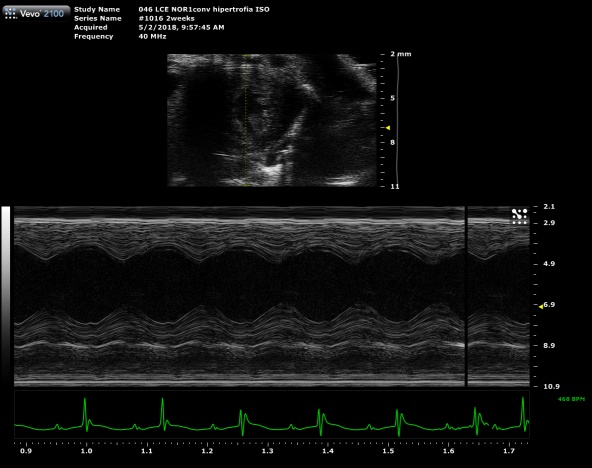 Vevo 2100
Study Name 046 LCE NOR1conv hipertrofia ISO
Series Name #1016 2weeks
Acquired 5/2/2018, 9:57:45 AM
Frequency 40 MHz
2 mm
5
8
11
2.1
2.9
4.9
6.9
8.9
10.9
468 BPM
0.9 1.0 1.1 1.2 1.3 1.4 1.5 1.6 1.7